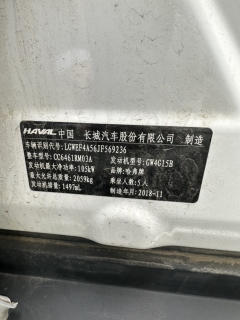 HAVAL 中国 长城汽车股份有限公司 制造
车辆识别代号: LGWEF4A56JF569236
整车型号: CC6461RM03A 发动机型号: GW4G15B
发动机最大净功率: 105kW 品牌: 哈弗牌
最大允许总质量: 2059kg 乘坐人数: 5人
发动机排量: 1497mL 制造年月: 2018-11